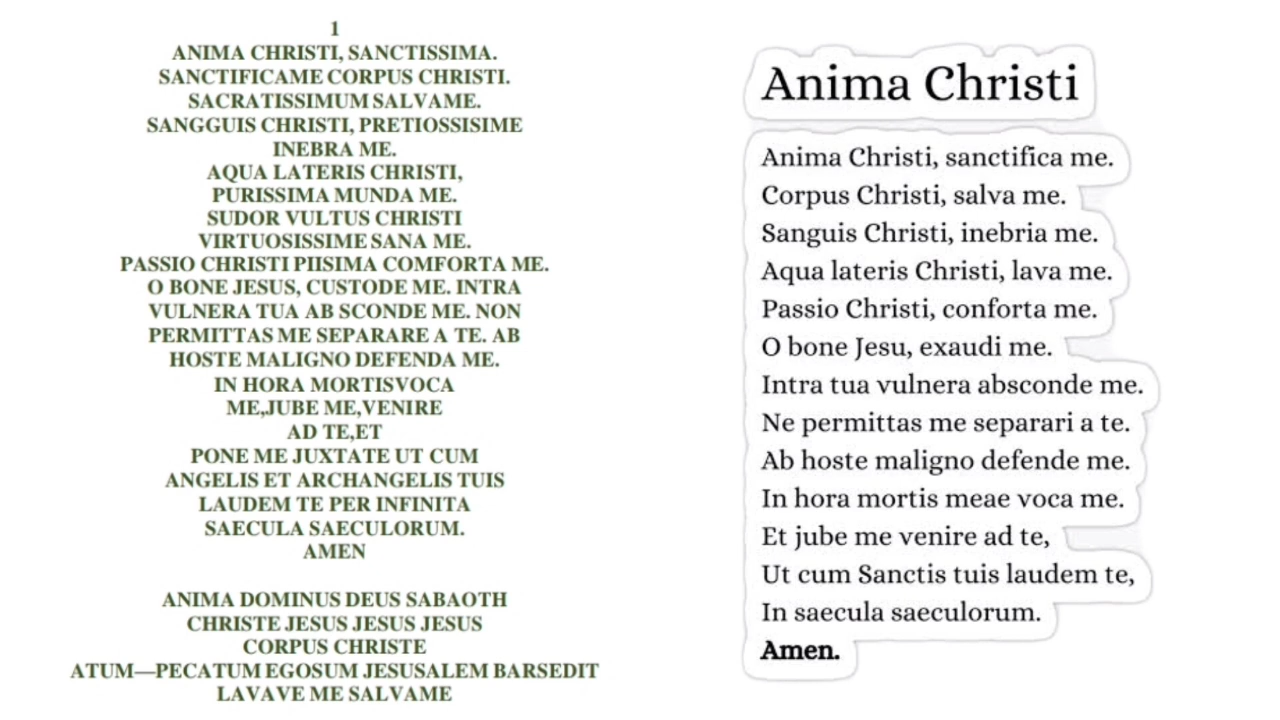 1
ANIMA CHRISTI, SANCTISSIMA.
SANCTIFICAME CORPUS CHRISTI.
SACRATISSIMUM SALVAME.
SANGGUIS CHRISTI, PRETIOSSISIME
INEBRA ME.
AQUA LATERIS CHRISTI,
PURISSIMA MUNDA ME.
SUDOR VULTUS CHRISTI
VIRTUOSISSIME SANA ME.
PASSIO CHRISTI PIISIMA COMFORTA ME.
O BONE JESUS, CUSTODE ME. INTRA
VULNERA TUA AB SCONDE ME. NON
PERMITTAS ME SEPARARE A TE. AB
HOSTE MALIGNO DEFENDA ME.
IN HORA MORTISVOCA
ME,JUBE ME,VENIRE
AD TE,ET
PONE ME JUXTATE UT CUM
ANGELIS ET ARCHANGELIS TUIS
LAUDEM TE PER INFINITA
SAECULA SAECULORUM.
AMEN
ANIMA DOMINUS DEUS SABAOTH
CHRISTE JESUS JESUS JESUS
CORPUS CHRISTE
ATUM—PECATUM EGOSUM JESUSALEM BARSEDIT
LAVAVE ME SALVAME
Anima Christi
Anima Christi, sanctifica me.
Corpus Christi, salva me.
Sanguis Christi, inebria me.
Aqua lateris Christi, lava me.
Passio Christi, conforta me.
O bone Jesu, exaudi me.
Intra tua vulnera absconde me.
Ne permittas me separari a te.
Ab hoste maligno defende me.
In hora mortis meae voca me.
Et jube me venire ad te,
Ut cum Sanctis tuis laudem te,
In saecula saeculorum.
Amen.